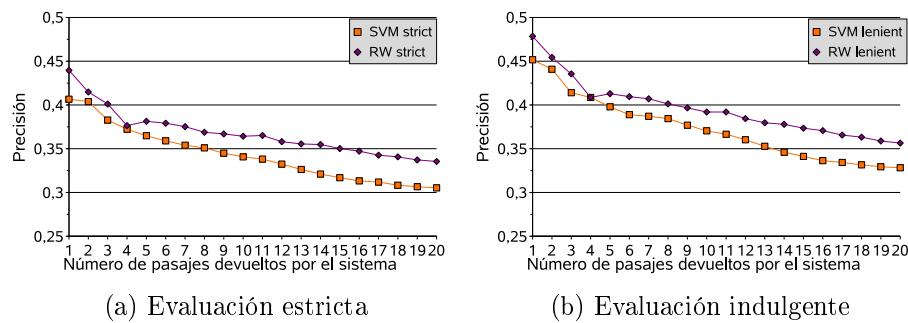 0,5
0,45
0,4
0,35
0,3
0,25
Precisión
SVM strict
RW strict
1 2 3 4 5 6 7 8 9 10 11 12 13 14 15 16 17 18 19 20
Número de pasajes devueltos por el sistema
(a) Evaluación estricta
0,5
0,45
0,4
0,35
0,3
0,25
Precisión
SVM lenient
RW lenient
1 2 3 4 5 6 7 8 9 10 11 12 13 14 15 16 17 18 19 20
Número de pasajes devueltos por el sistema
(b) Evaluación indulgente